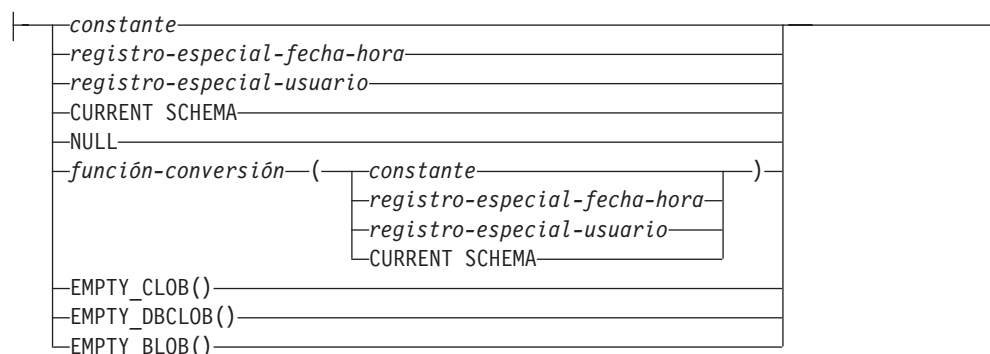 constante
registro-especial-fecha-hora
registro-especial-usuario
CURRENT SCHEMA
NULL
función-conversión ( constante )
registro-especial-fecha-hora
registro-especial-usuario
CURRENT SCHEMA
EMPTY_CLOB()
EMPTY_DBCLOB()
EMPTY_BLOB()